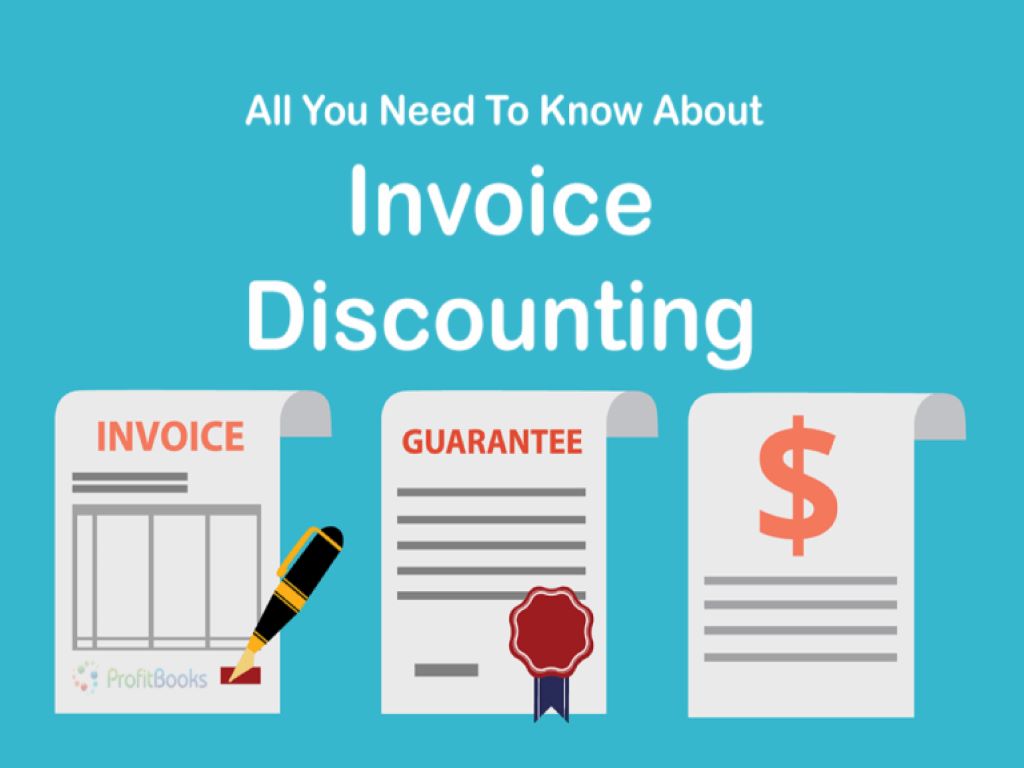 All You Need To Know About
Invoice
Discounting
INVOICE
GUARANTEE
$
ProfitBooks